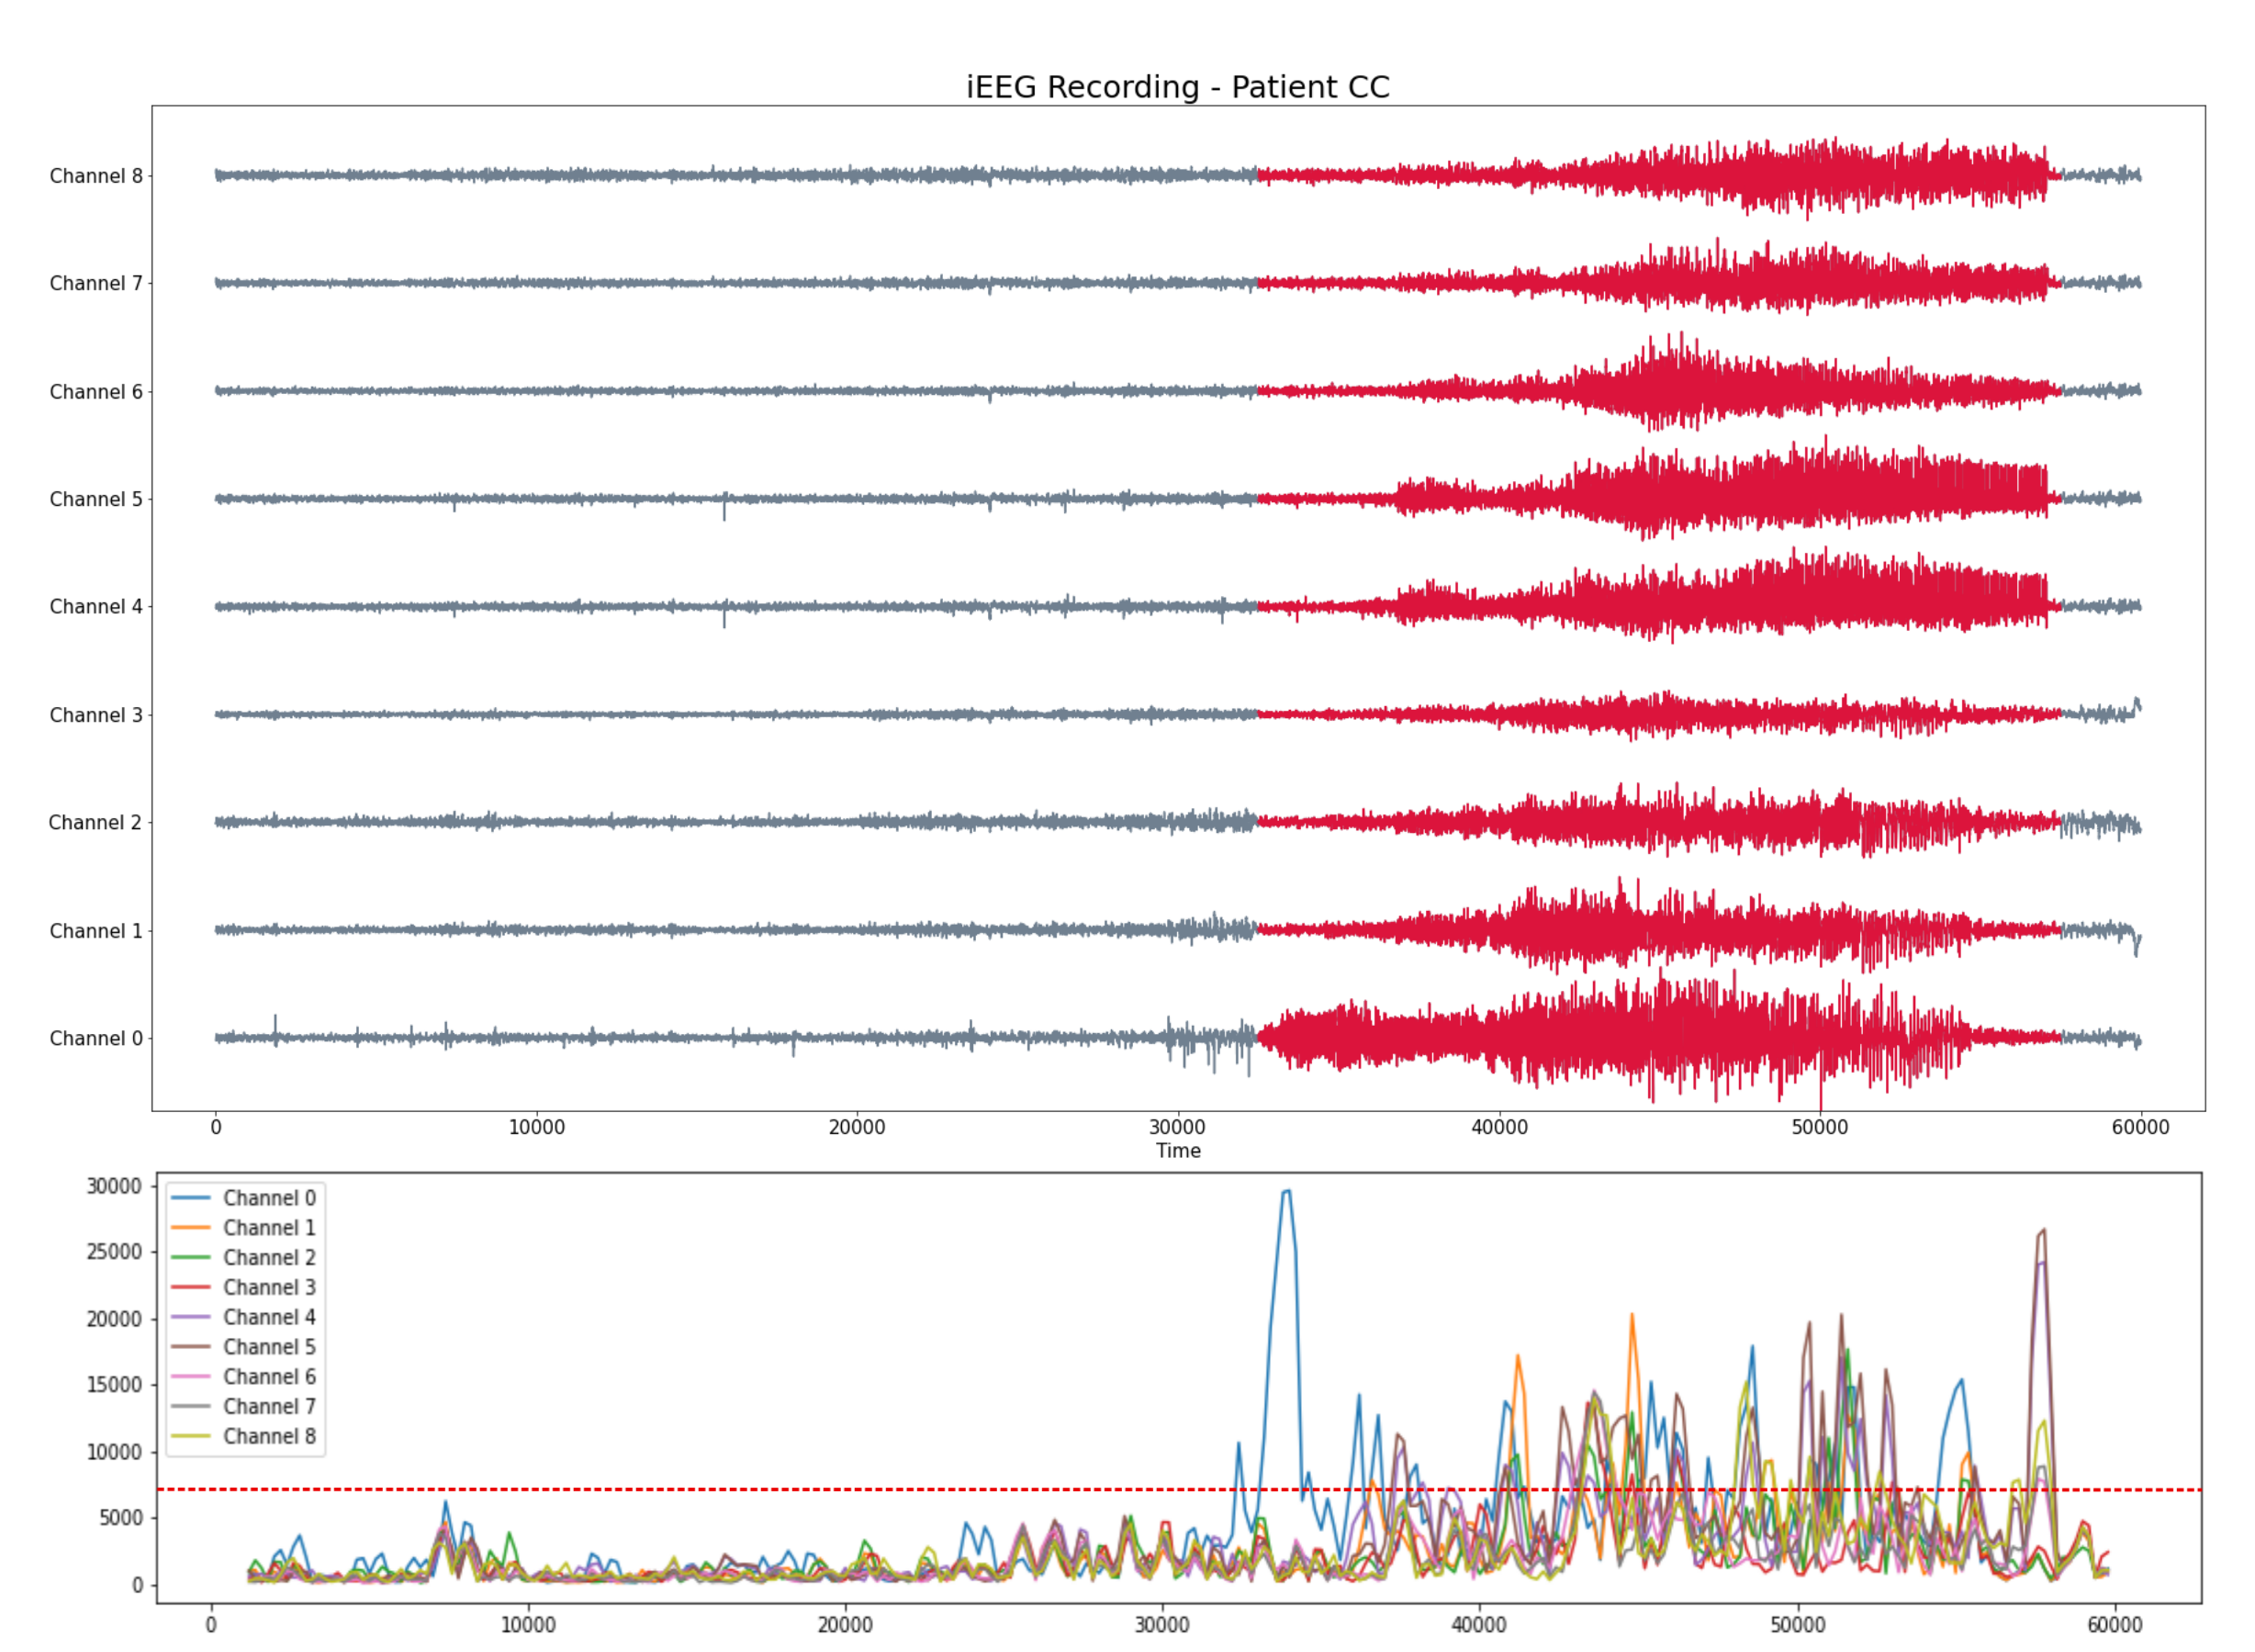 iEEG Recording - Patient CC
Channel 8
Channel 7
Channel 6
Channel 5
Channel 4
Channel 3
Channel 2
Channel 1
Channel 0
0 10000 20000 30000 40000 50000 60000
Time
30000
25000
20000
15000
10000
5000
0
Channel 0
Channel 1
Channel 2
Channel 3
Channel 4
Channel 5
Channel 6
Channel 7
Channel 8
0 10000 20000 30000 40000 50000 60000